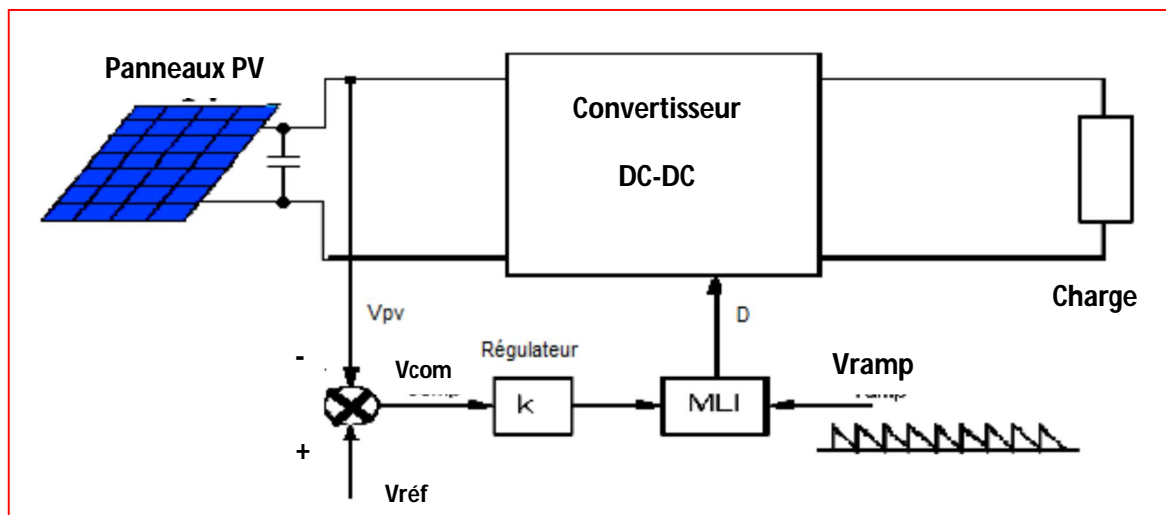 Panneaux PV
Convertisseur
DC-DC
Charge
Vpv
D
Régulateur
-
Vcom
Vramp
k
MLI
+
Vréf